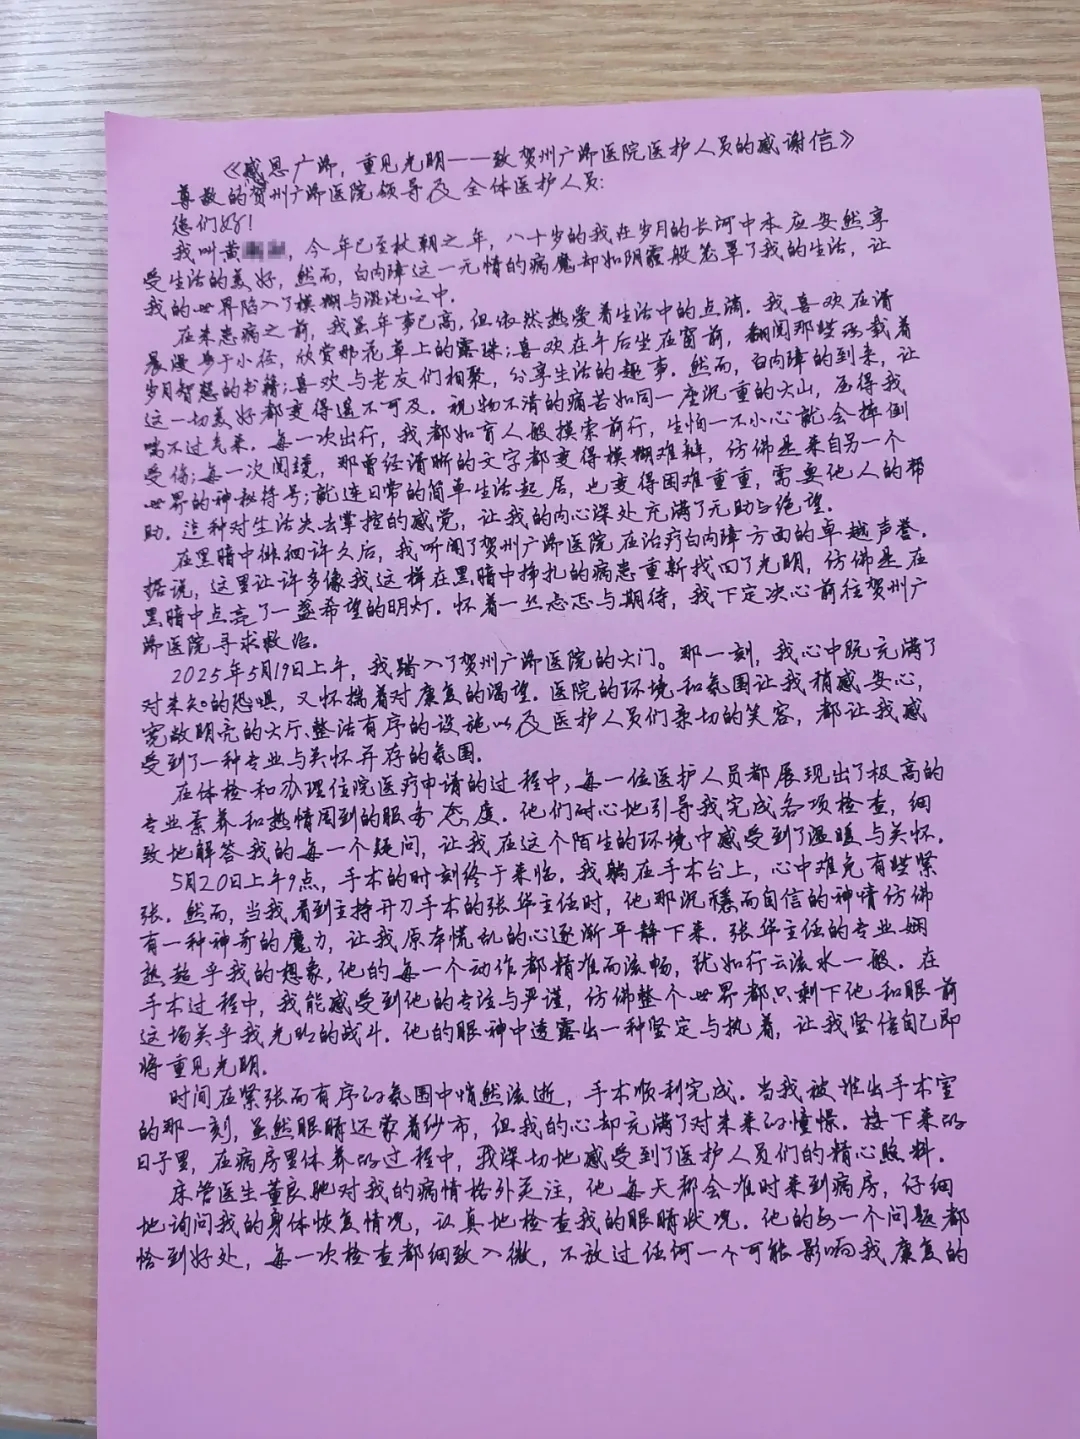 《感恩广济,重见光明——致贺州广济医院医护人员的感谢信》
尊敬的贺州广济医院领导及全体医护人员:
您们好!
我叫黄,今年已至杖朝之年,八十岁的我在岁月的长河中本应安然享
受生活的美好,然而,白内障这一无情的病魔却如阴霾般笼罩了我的生活,让
我的世界陷入了模糊与混沌之中.
在未患病之前,我虽年事已高,但依然热爱着生活中的点滴.我喜欢在清
晨漫步于小径,欣赏那花草上的露珠;喜欢在午后坐在窗前,翻阅那些承载着
岁月智慧的书籍;喜欢与老友们相聚,分享生活的趣事.然而,白内障的到来,让
这一切美好都变得遥不可及.视物不清的痛苦如同一座沉重的大山,压得我
喘不过气来.每一次出行,我都如盲人般摸索前行,生怕一不小心就会摔倒
受伤;每一次阅读,那曾经清晰的文字都变得模糊难辩,仿佛是来自另一个
世界的神秘符号;就连日常的简单生活起居,也变得困难重重,需要他人的帮
助.这种对生活失去掌控的感觉,让我的内心深处充满了无助与绝望.
在黑暗中徘徊许久后,我听闻了贺州广济医院在治疗白内障方面的卓越声誉.
据说,这里让许多像我这样在黑暗中挣扎的病患重新找回了光明,仿佛是在
黑暗中点亮了一盏希望的明灯.怀着一丝忐忑与期待,我下定决心前往贺州广
济医院寻求救治.
2025年5月19日上午,我踏入了贺州广济医院的大门。那一刻,我心中既充满了
对未知的恐惧,又怀揣着对康复的渴望.医院的环境和氛围让我稍感安心,
宽敞明亮的大厅、整洁有序的设施以及医护人员们亲切的笑容,都让我感
受到了一种专业与关怀并存的氛围.
在体检和办理住院医疗申请的过程中,每一位医护人员都展现出了极高的
专业素养和热情周到的服务态度.他们耐心地引导我完成各项检查,细
致地解答我的每一个疑问,让我在这个陌生的环境中感受到了温暖与关怀.
5月20日上午9点,手术的时刻终于来临.我躺在手术台上,心中难免有些紧
张.然而,当我看到主持开刀手术的张华主任时,他那沉稳而自信的神情仿佛
有一种神奇的魔力,让我原本慌乱的心逐渐平静下来.张华主任的专业娴
熟超乎我的想象,他的每一个动作都精准而流畅,犹如行云流水一般.在
手术过程中,我能感受到他的专注与严谨,仿佛整个世界都只剩下他和眼前
这场关乎我光明的战斗.他的眼神中透露出一种坚定与执着,让我坚信自己即
将重见光明.
时间在紧张而有序的氛围中悄然流逝,手术顺利完成.当我被推出手术室
的那一刻,虽然眼睛还蒙着纱布,但我的心却充满了对未来的憧憬.接下来的
日子里,在病房里休养的过程中,我深切地感受到了医护人员们的精心照料.
床管医生董良驰对我的病情格外关注,他每天都会准时来到病房,仔细
地询问我的身体恢复情况,认真地检查我的眼睛状况.他的每一个问题都
恰到好处,每一次检查都细致入微,不放过任何一个可能影响我康复的